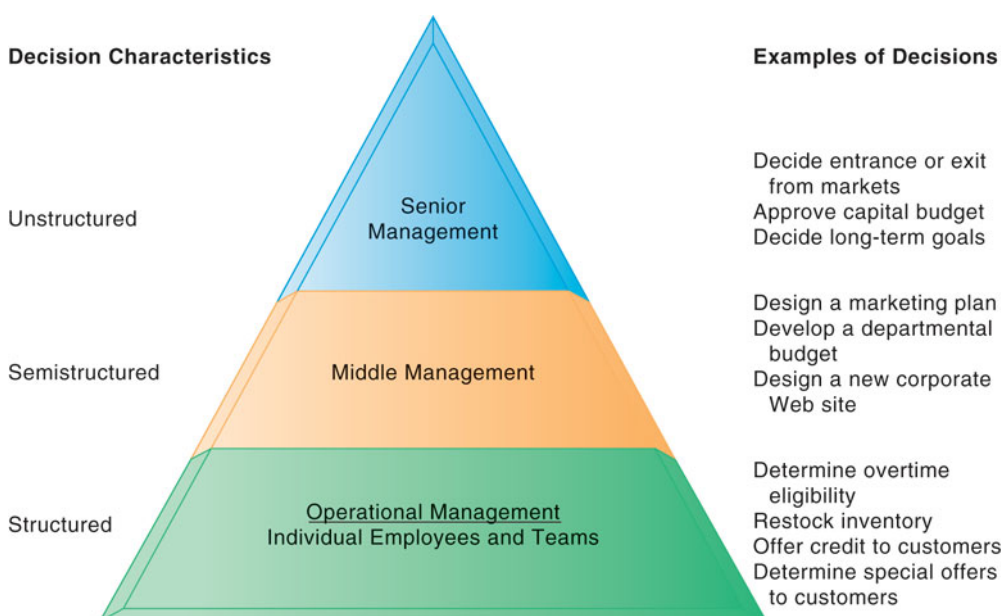 Decision Characteristics
Examples of Decisions
Unstructured
Senior
Management
Decide entrance or exit
from markets
Approve capital budget
Decide long-term goals
Semistructured
Middle Management
Design a marketing plan
Develop a departmental
budget
Design a new corporate
Web site
Structured
Operational Management
Individual Employees and Teams
Determine overtime
eligibility
Restock inventory
Offer credit to customers
Determine special offers
to customers